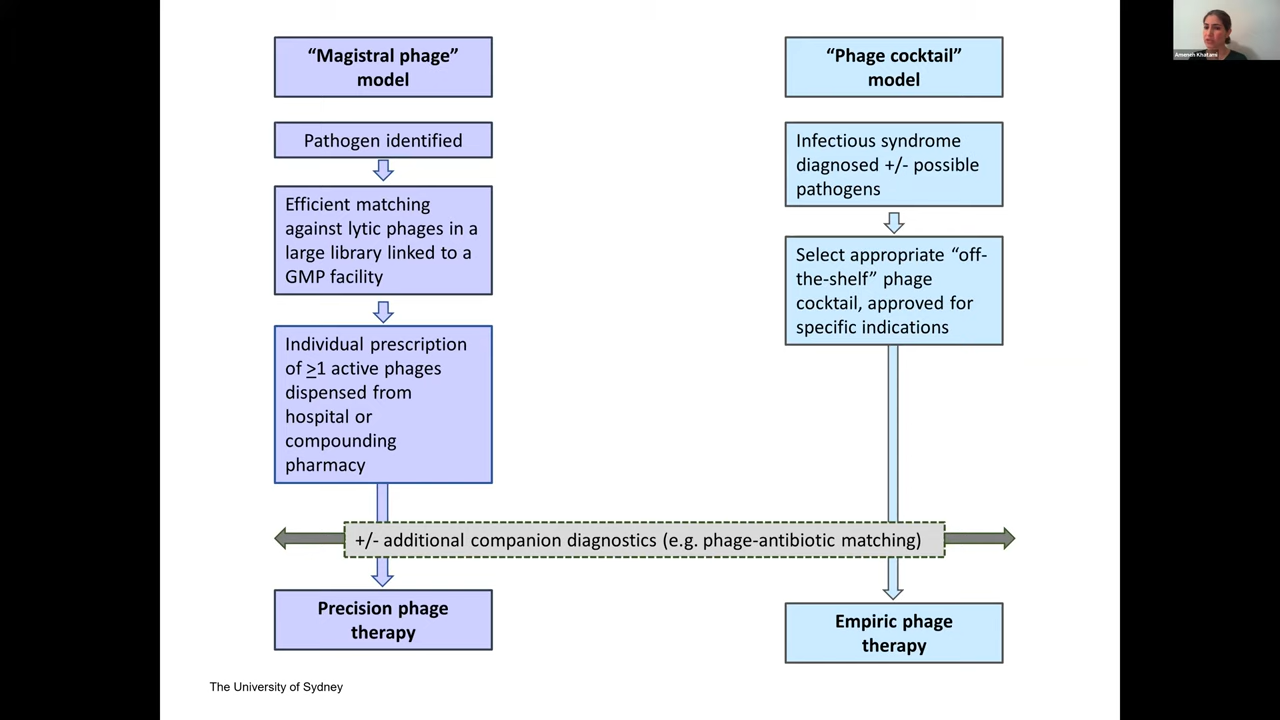 “Magistral phage”
model
Pathogen identified
Efficient matching
against lytic phages in a
large library linked to a
GMP facility
Individual prescription
of ≥1 active phages
dispensed from
hospital or
compounding
pharmacy
“Phage cocktail”
model
Infectious syndrome
diagnosed +/- possible
pathogens
Select appropriate “off-
the-shelf” phage
cocktail, approved for
specific indications
+/- additional companion diagnostics (e.g. phage-antibiotic matching)
Precision phage
therapy
Empiric phage
therapy
The University of Sydney
Ameneh Khatami